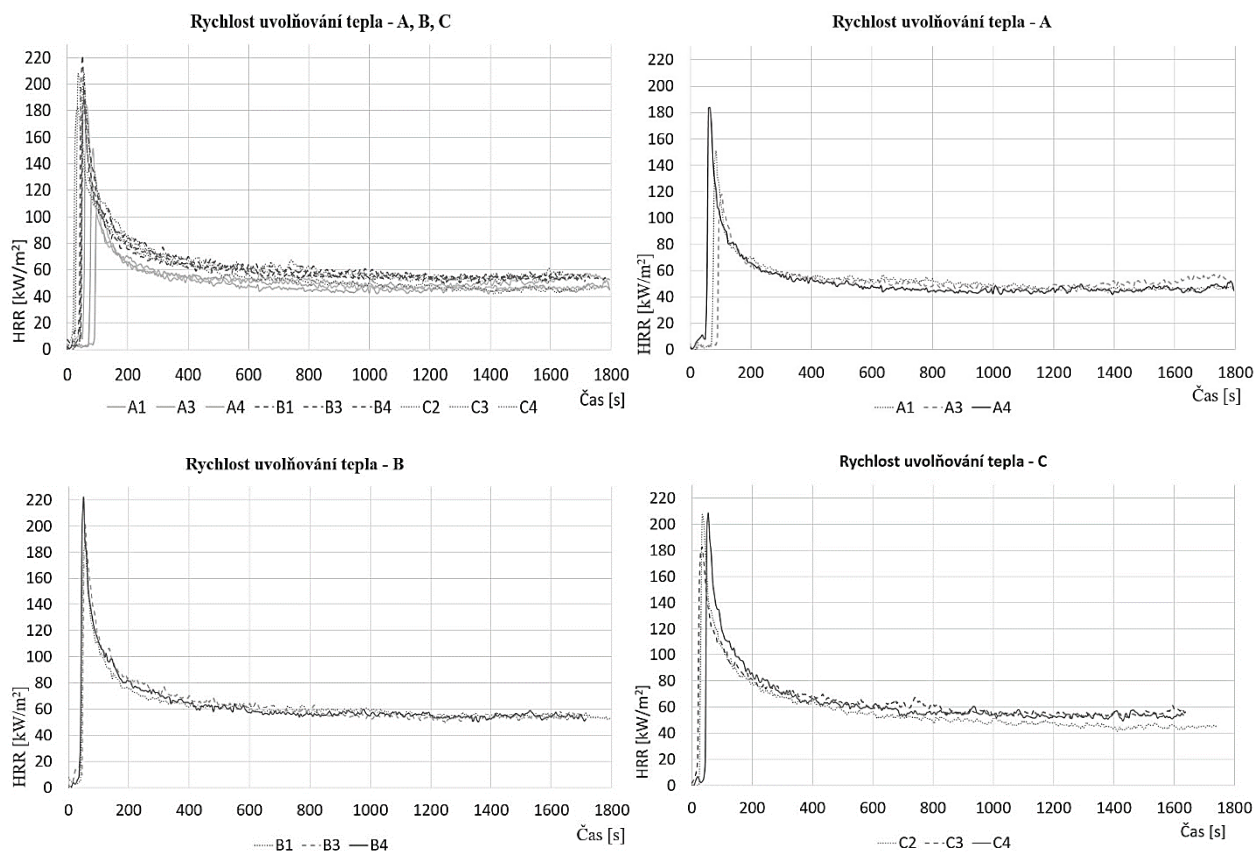 Rychlost uvolňování tepla - A, B, C
HRR [kW/m²]
220
200
180
160
140
120
100
80
60
40
20
0
0 200 400 600 800 1000 1200 1400 1600 1800
Čas [s]
A1 A3 A4 B1 B3 B4 C2 C3 C4
Rychlost uvolňování tepla - A
HRR [kW/m²]
220
200
180
160
140
120
100
80
60
40
20
0
0 200 400 600 800 1000 1200 1400 1600 1800
Čas [s]
A1 A3 A4
Rychlost uvolňování tepla - B
HRR [kW/m²]
220
200
180
160
140
120
100
80
60
40
20
0
0 200 400 600 800 1000 1200 1400 1600 1800
Čas [s]
B1 B3 B4
Rychlost uvolňování tepla - C
HRR [kW/m²]
220
200
180
160
140
120
100
80
60
40
20
0
0 200 400 600 800 1000 1200 1400 1600 1800
Čas [s]
C2 C3 C4